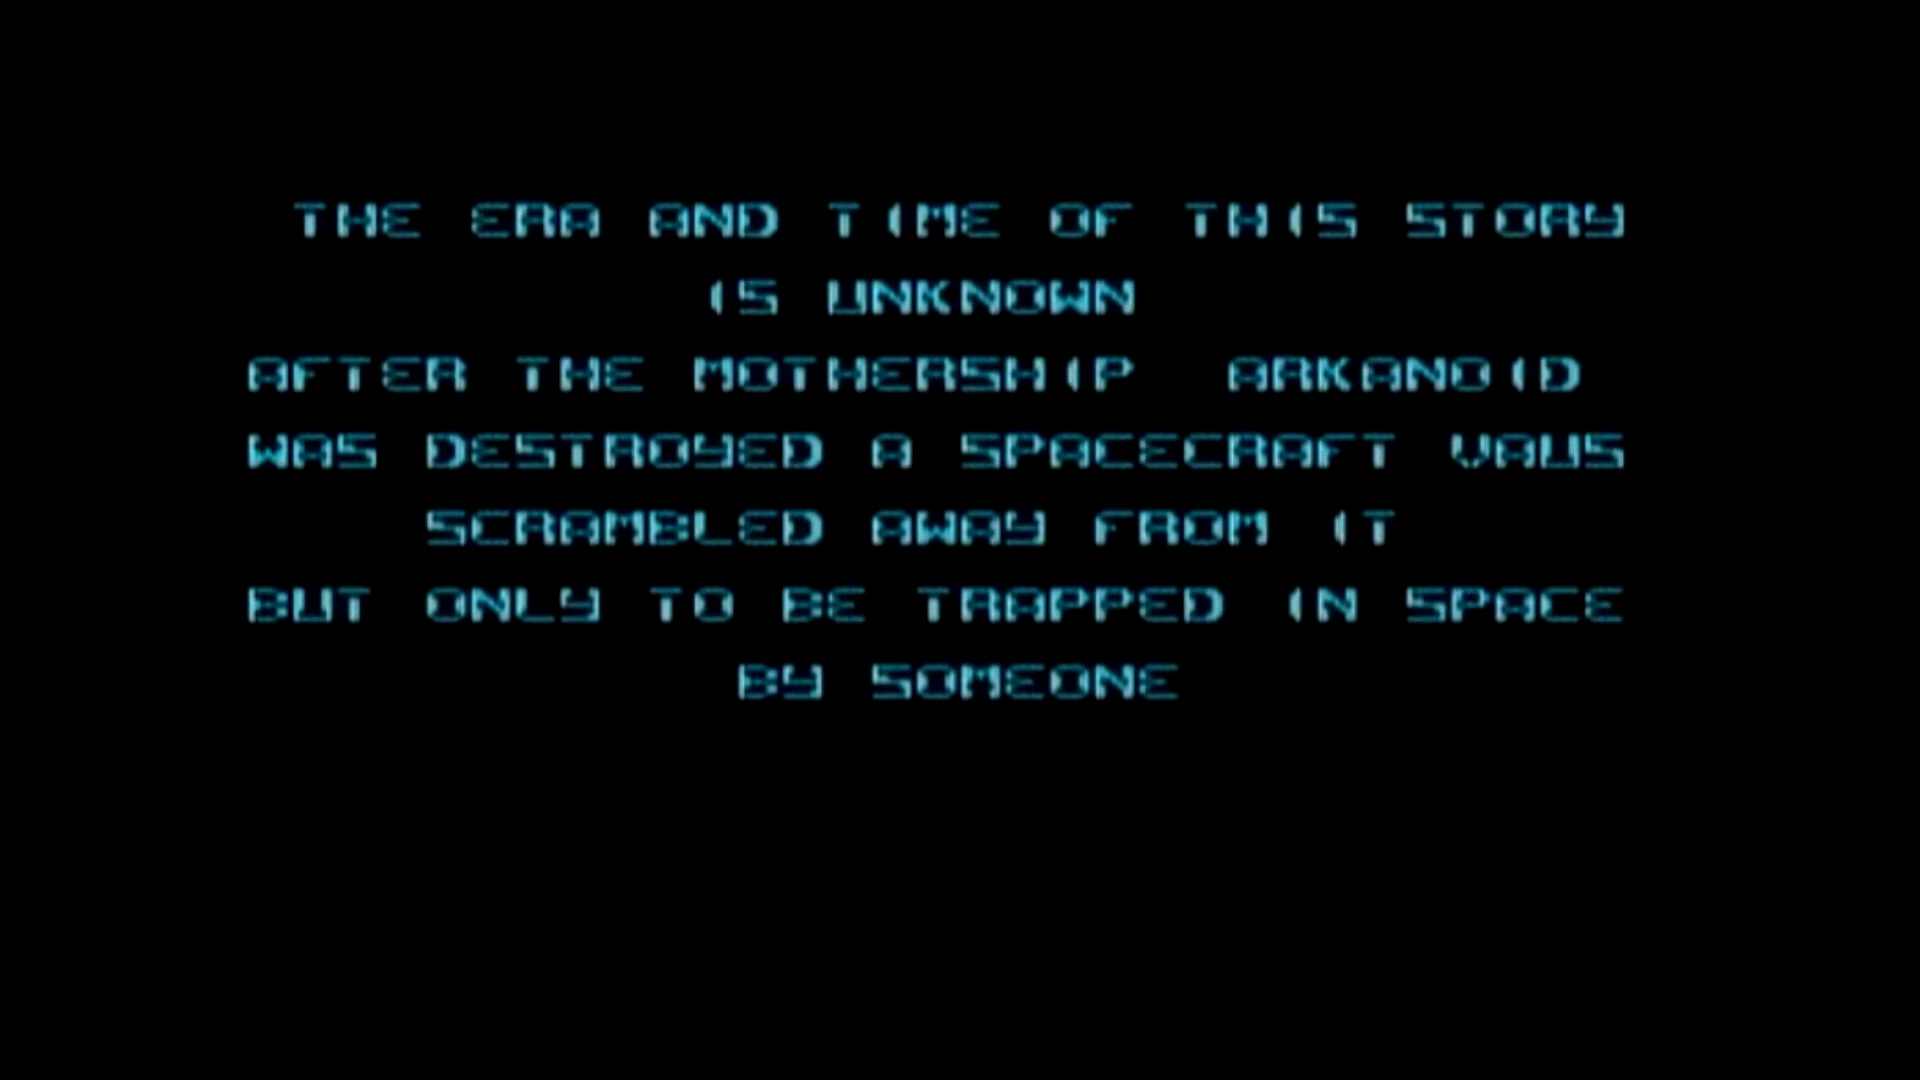 THE ERA AND TIME OF THIS STORY
IS UNKNOWN
AFTER THE MOTHERSHIP ARKANOID
WAS DESTROYED A SPACECRAFT VAUS
SCRAMBLED AWAY FROM IT
BUT ONLY TO BE TRAPPED IN SPACE
BY SOMEONE